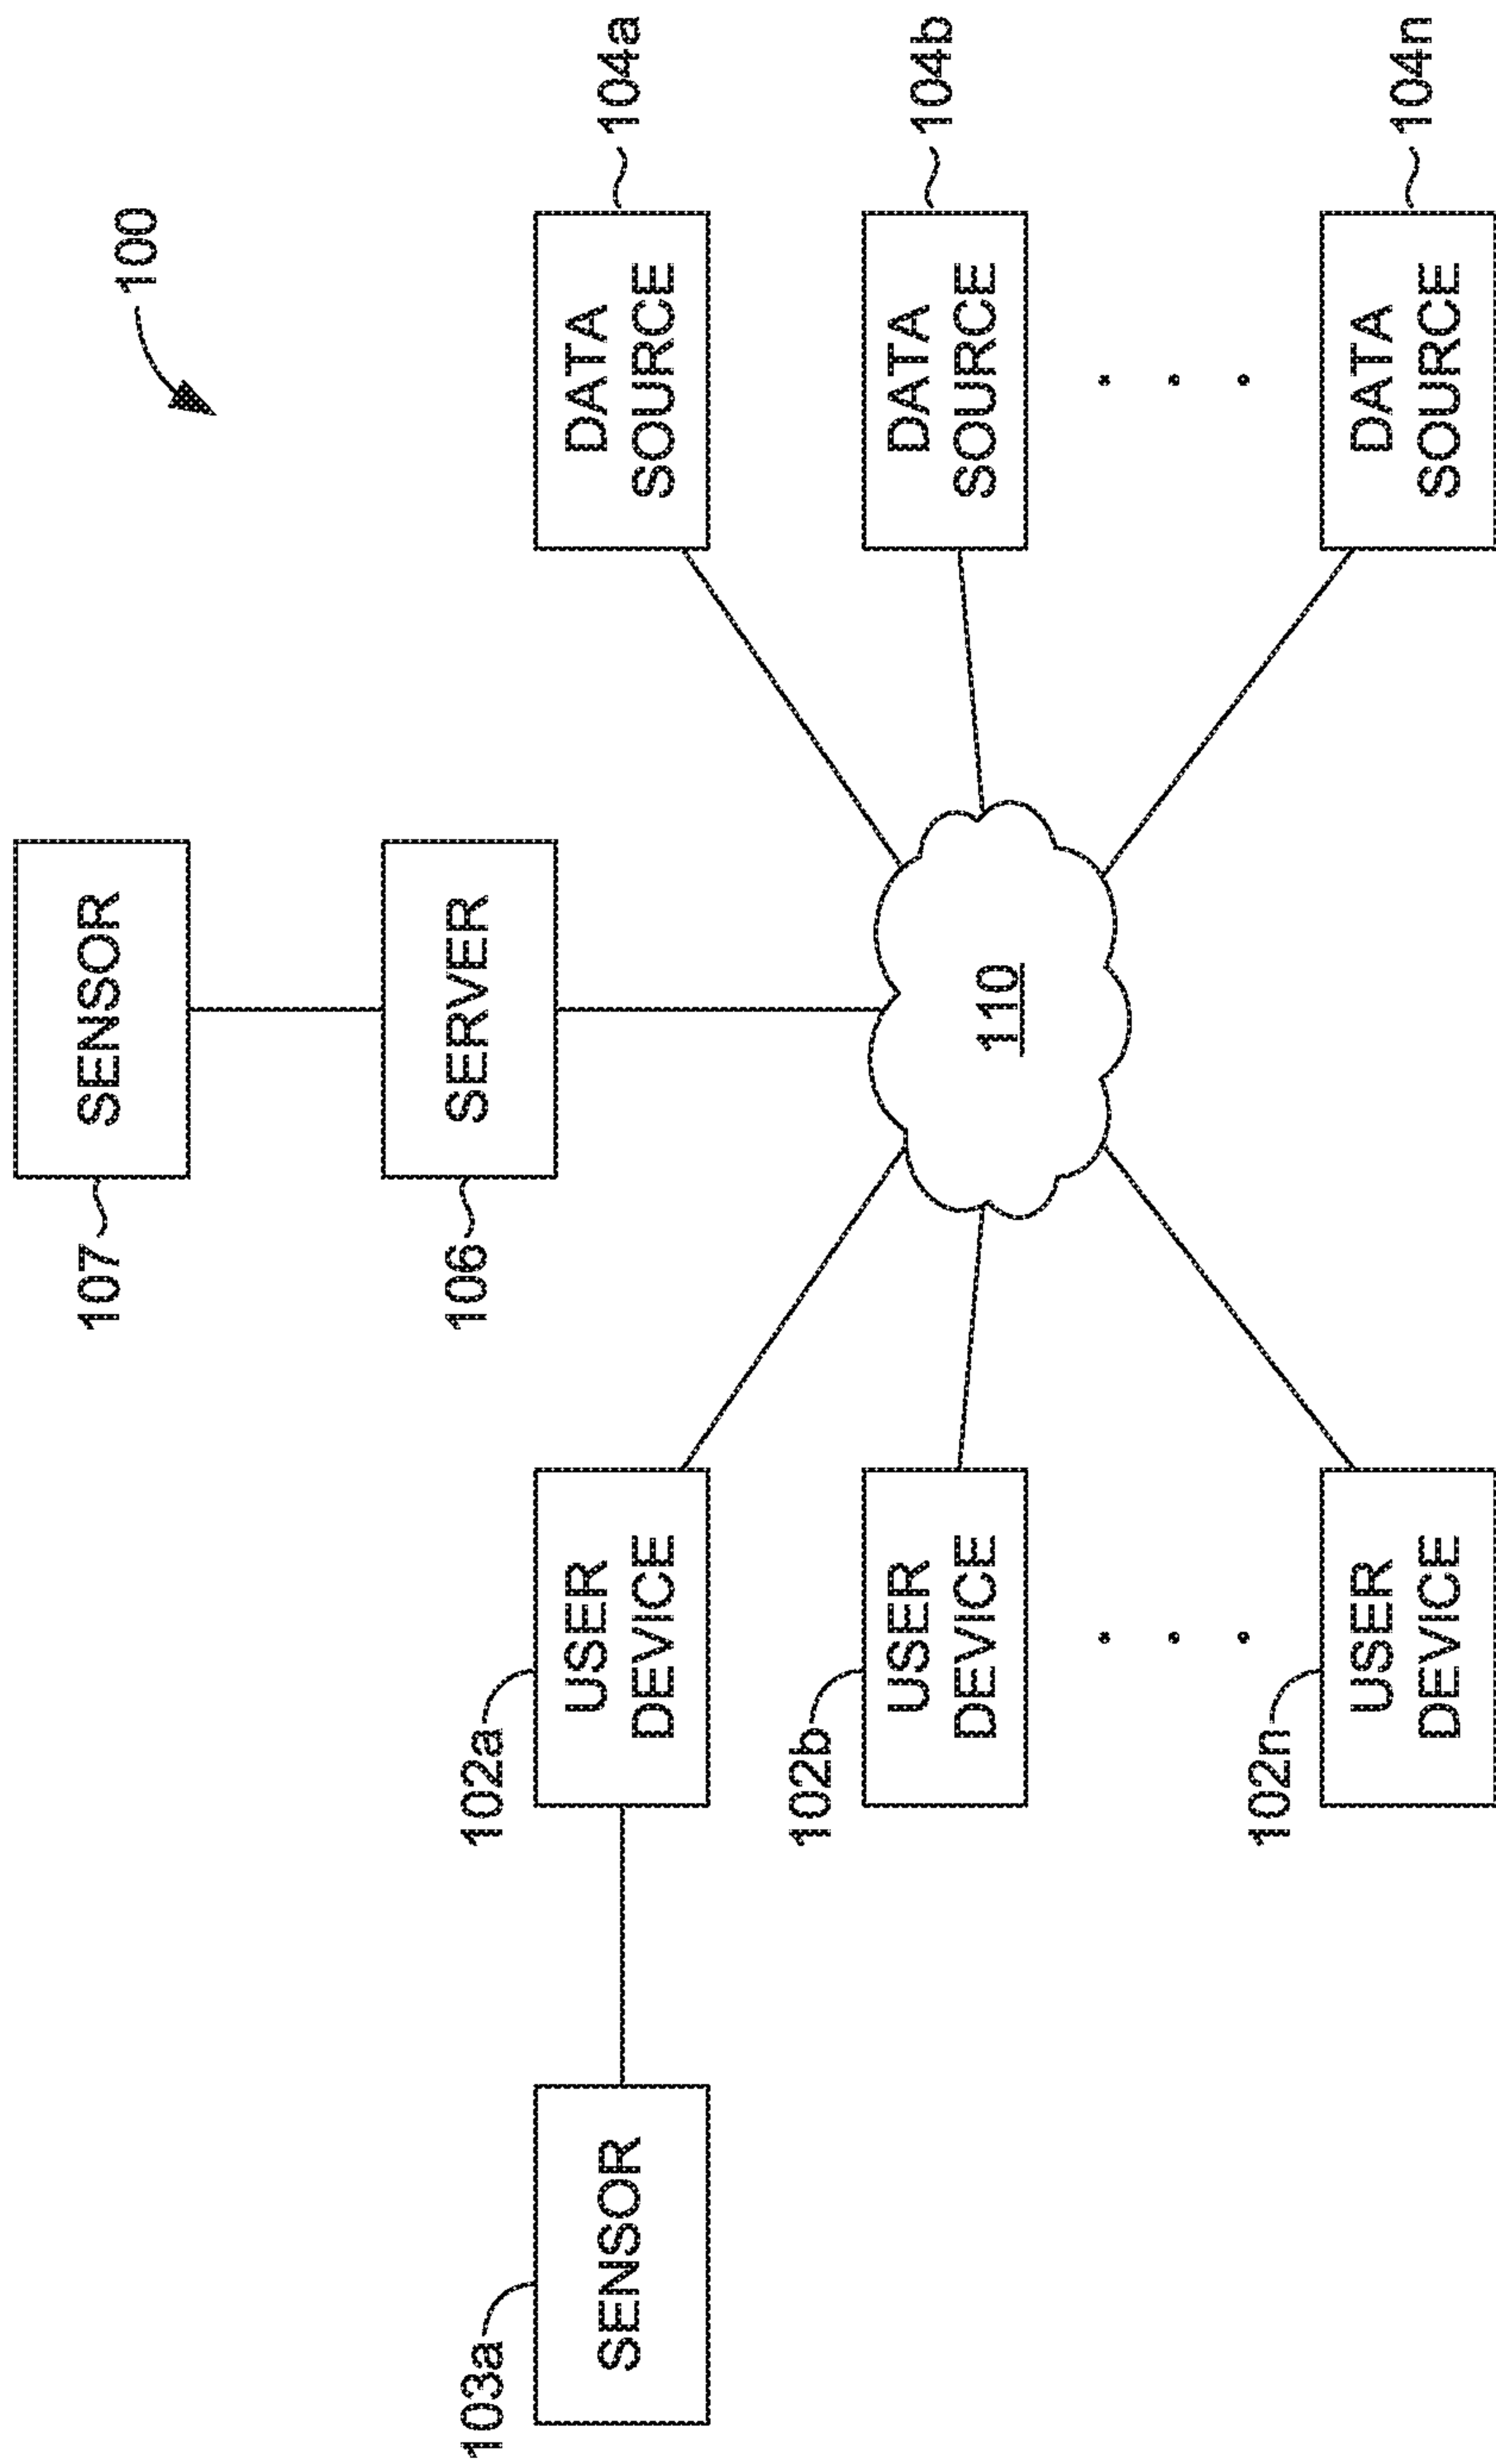 100
SENSOR
107
SERVER
106
102a
USER
DEVICE
103a
SENSOR
DATA
SOURCE
104a
102b
USER
DEVICE
110
DATA
SOURCE
104b
102n
USER
DEVICE
DATA
SOURCE
104n